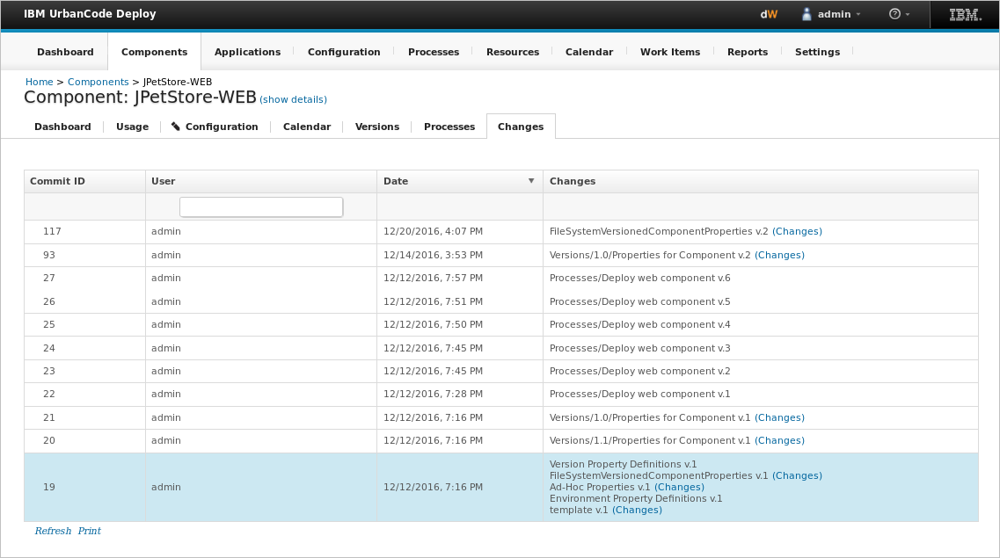 IBM UrbanCode Deploy dW admin ? IBM.
Dashboard Components Applications Configuration Processes Resources Calendar Work Items Reports Settings
Home > Components > JPetStore-WEB
Component: JPetStore-WEB (show details)
Dashboard Usage Configuration Calendar Versions Processes Changes
Commit ID User Date Changes
117 admin 12/20/2016, 4:07 PM FileSystemVersionedComponentProperties v.2 (Changes)
93 admin 12/14/2016, 3:53 PM Versions/1.0/Properties for Component v.2 (Changes)
27 admin 12/12/2016, 7:57 PM Processes/Deploy web component v.6
26 admin 12/12/2016, 7:51 PM Processes/Deploy web component v.5
25 admin 12/12/2016, 7:50 PM Processes/Deploy web component v.4
24 admin 12/12/2016, 7:45 PM Processes/Deploy web component v.3
23 admin 12/12/2016, 7:45 PM Processes/Deploy web component v.2
22 admin 12/12/2016, 7:28 PM Processes/Deploy web component v.1
21 admin 12/12/2016, 7:16 PM Versions/1.0/Properties for Component v.1 (Changes)
20 admin 12/12/2016, 7:16 PM Versions/1.1/Properties for Component v.1 (Changes)
19 admin 12/12/2016, 7:16 PM Version Property Definitions v.1
FileSystemVersionedComponentProperties v.1 (Changes)
Ad-Hoc Properties v.1 (Changes)
Environment Property Definitions v.1
template v.1 (Changes)
Refresh Print